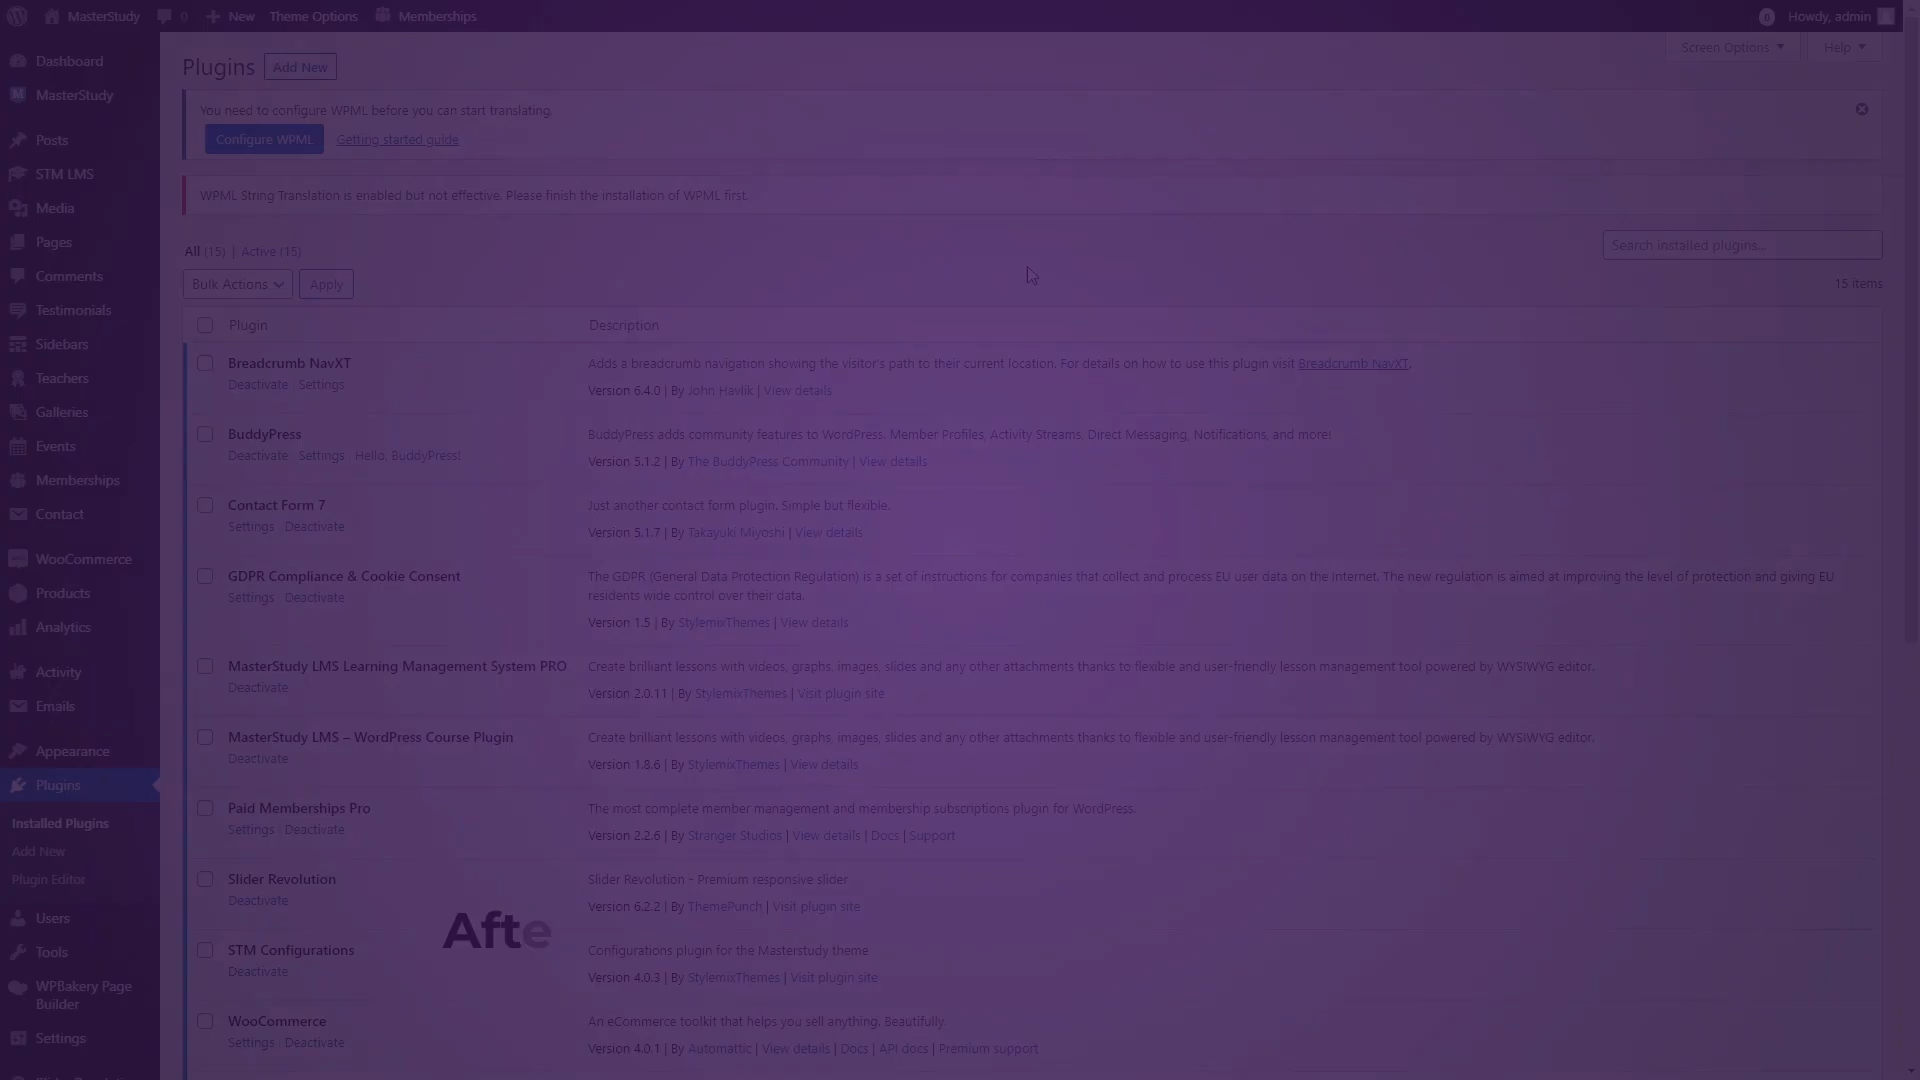 MasterStudy 0 New Theme Options Memberships 0 Howdy, admin
Screen Options Help
Dashboard
MasterStudy
Posts
STM LMS
Media
Pages
Comments
Testimonials
Sidebars
Teachers
Galleries
Events
Memberships
Contact
WooCommerce
Products
Analytics
Activity
Emails
Appearance
Plugins
Installed Plugins
Add New
Plugin Editor
Users
Tools
WPBakery Page
Builder
Settings
Plugins Add New
You need to configure WPML before you can start translating.
Configure WPML Getting started guide
WPML String Translation is enabled but not effective. Please finish the installation of WPML first.
All (15) | Active (15)
Search installed plugins...
Bulk Actions Apply
15 items
Plugin Description
Breadcrumb NavXT
Deactivate Settings
Adds a breadcrumb navigation showing the visitor's path to their current location. For details on how to use this plugin visit Breadcrumb NavXT.
Version 6.4.0 | By John Havlik | View details
BuddyPress
Deactivate Settings Hello, BuddyPress!
BuddyPress adds community features to WordPress. Member Profiles, Activity Streams, Direct Messaging, Notifications, and more!
Version 5.1.2 | By The BuddyPress Community | View details
Contact Form 7
Settings Deactivate
Just another contact form plugin. Simple but flexible.
Version 5.1.7 | By Takayuki Miyoshi | View details
GDPR Compliance & Cookie Consent
Settings Deactivate
The GDPR (General Data Protection Regulation) is a set of instructions for companies that collect and process EU user data on the Internet. The new regulation is aimed at improving the level of protection and giving EU
residents wide control over their data.
Version 1.5 | By StylemixThemes | View details
MasterStudy LMS Learning Management System PRO
Deactivate
Create brilliant lessons with videos, graphs, images, slides and any other attachments thanks to flexible and user-friendly lesson management tool powered by WYSIWYG editor.
Version 2.0.11 | By StylemixThemes | Visit plugin site
MasterStudy LMS – WordPress Course Plugin
Deactivate
Create brilliant lessons with videos, graphs, images, slides and any other attachments thanks to flexible and user-friendly lesson management tool powered by WYSIWYG editor.
Version 1.8.6 | By StylemixThemes | View details
Paid Memberships Pro
Settings Deactivate
The most complete member management and membership subscriptions plugin for WordPress.
Version 2.2.6 | By Stranger Studios | View details | Docs | Support
Slider Revolution
Deactivate
Slider Revolution - Premium responsive slider
Version 6.2.2 | By ThemePunch | Visit plugin site
Afte
STM Configurations
Deactivate
Configurations plugin for the Masterstudy theme
Version 4.0.3 | By StylemixThemes | Visit plugin site
WooCommerce
Settings Deactivate
An eCommerce toolkit that helps you sell anything. Beautifully.
Version 4.0.1 | By Automattic | View details | Docs | API docs | Premium support